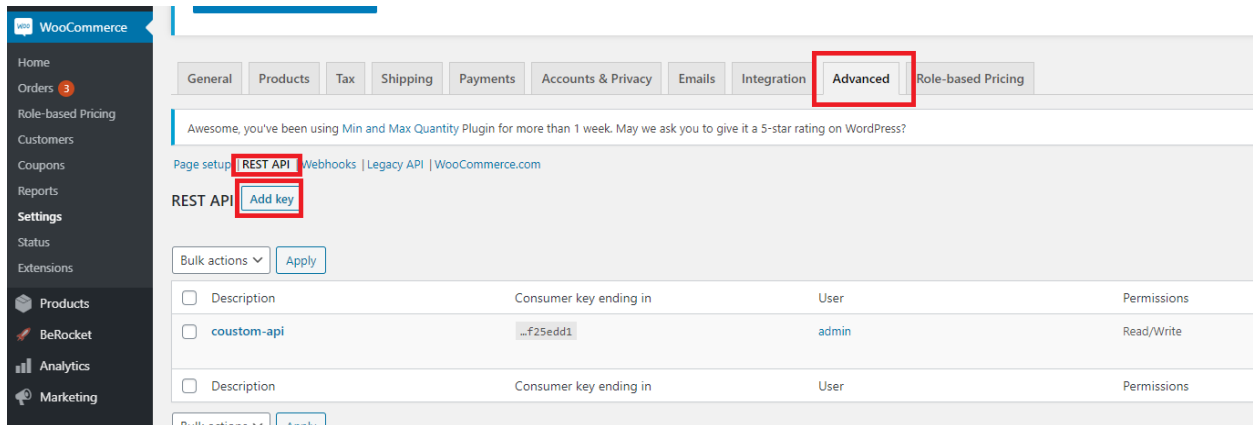 WOO WooCommerce
Home
Orders 3
Role-based Pricing
Customers
Coupons
Reports
Settings
Status
Extensions
Products
BeRocket
Analytics
Marketing
General Products Tax Shipping Payments Accounts & Privacy Emails Integration Advanced Role-based Pricing
Awesome, you've been using Min and Max Quantity Plugin for more than 1 week. May we ask you to give it a 5-star rating on WordPress?
Page setup | REST API | Webhooks | Legacy API | WooCommerce.com
REST API Add key
Bulk actions Apply
Description Consumer key ending in User Permissions
coustom-api …f25edd1 admin Read/Write
Description Consumer key ending in User Permissions
Bulk actions Apply